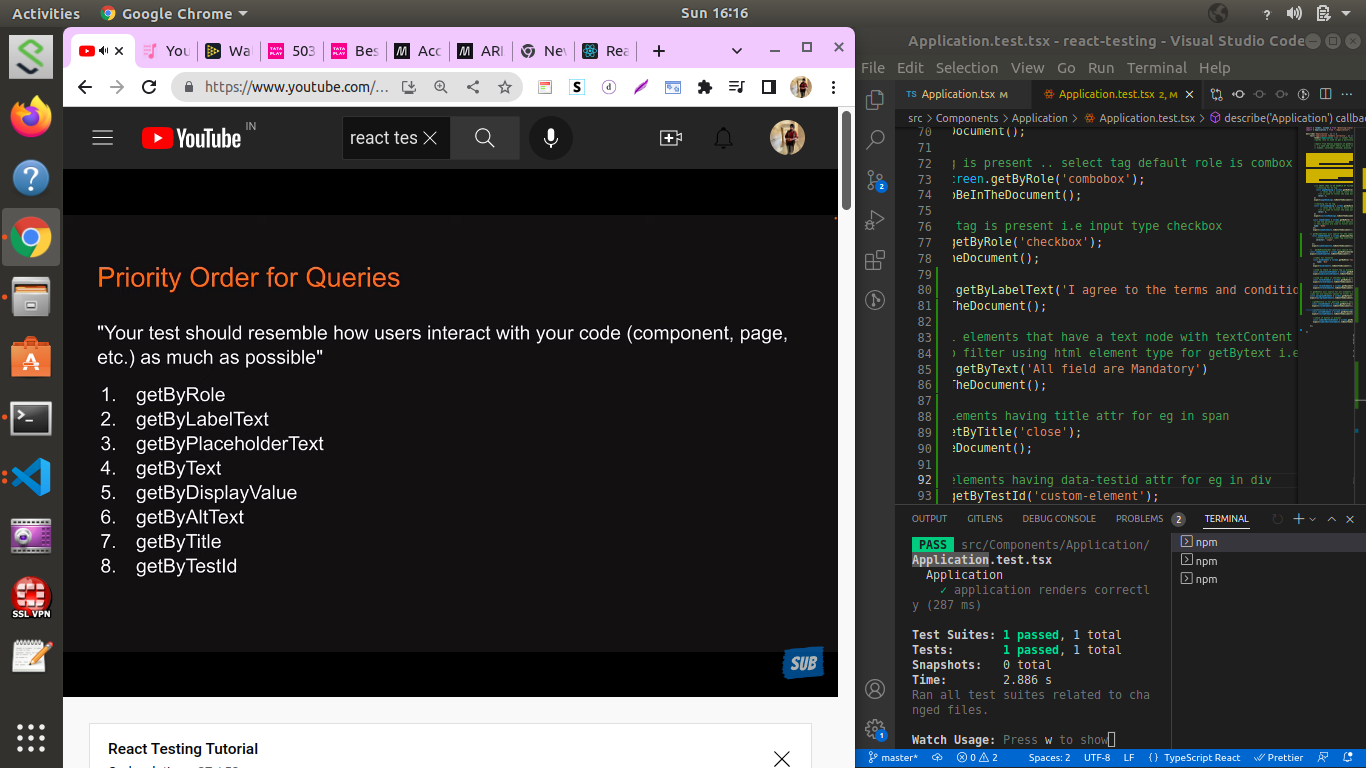 Activities
Google Chrome
Sun 16:16
You
Wa
503
Bes
Acc
ARI
Nev
Rea
https://www.youtube.com/...
YouTube
IN
react tes
Priority Order for Queries
"Your test should resemble how users interact with your code (component, page,
etc.) as much as possible"
1. getByRole
2. getByLabelText
3. getByPlaceholderText
4. getByText
5. getByDisplayValue
6. getByAltText
7. getByTitle
8. getByTestId
SUB
React Testing Tutorial
SSL VPN
Application.test.tsx - react-testing - Visual Studio Code
File Edit Selection View Go Run Terminal Help
TS Application.tsx M
Application.test.tsx 2, M
src > Components > Application > Application.test.tsx > describe('Application') callba
70 ocument();
71
72 g is present .. select tag default role is combox
73 creen.getByRole('combobox');
74 oBeInTheDocument();
75
76 tag is present i.e input type checkbox
77 getByRole('checkbox');
78 heDocument();
79
80 getByLabelText('I agree to the terms and conditio
81 TheDocument();
82
83 elements that have a text node with textContent
84 o filter using html element type for getBytext i.e
85 getByText('All field are Mandatory')
86 TheDocument();
87
88 lements having title attr for eg in span
89 etByTitle('close');
90 eDocument();
91
92 elements having data-testid attr for eg in div
93 getByTestId('custom-element');
OUTPUT GITLENS DEBUG CONSOLE PROBLEMS 2 TERMINAL
PASS src/Components/Application/
Application.test.tsx
Application
✓ application renders correctl
y (287 ms)
Test Suites: 1 passed, 1 total
Tests: 1 passed, 1 total
Snapshots: 0 total
Time: 2.886 s
Ran all test suites related to cha
nged files.
Watch Usage: Press w to show
npm
npm
npm
2
1
master* 0 2 Spaces: 2 UTF-8 LF {} TypeScript React Prettier